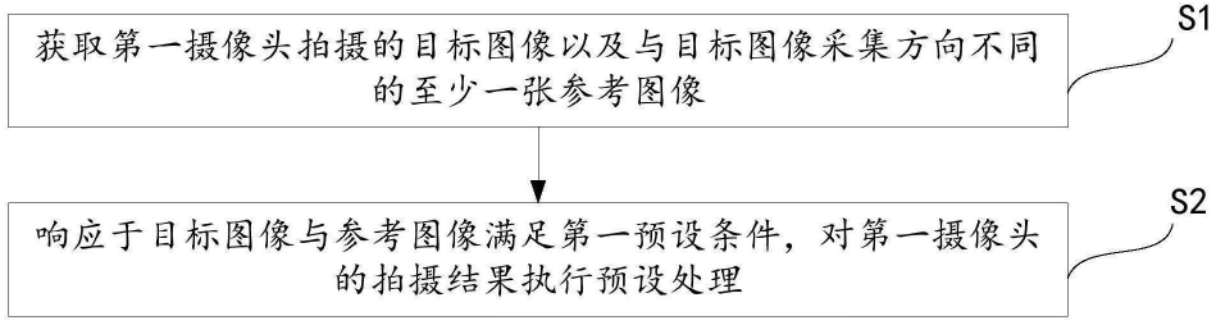 S1
获取第一摄像头拍摄的目标图像以及与目标图像采集方向不同
的至少一张参考图像
S2
响应于目标图像与参考图像满足第一预设条件，对第一摄像头
的拍摄结果执行预设处理